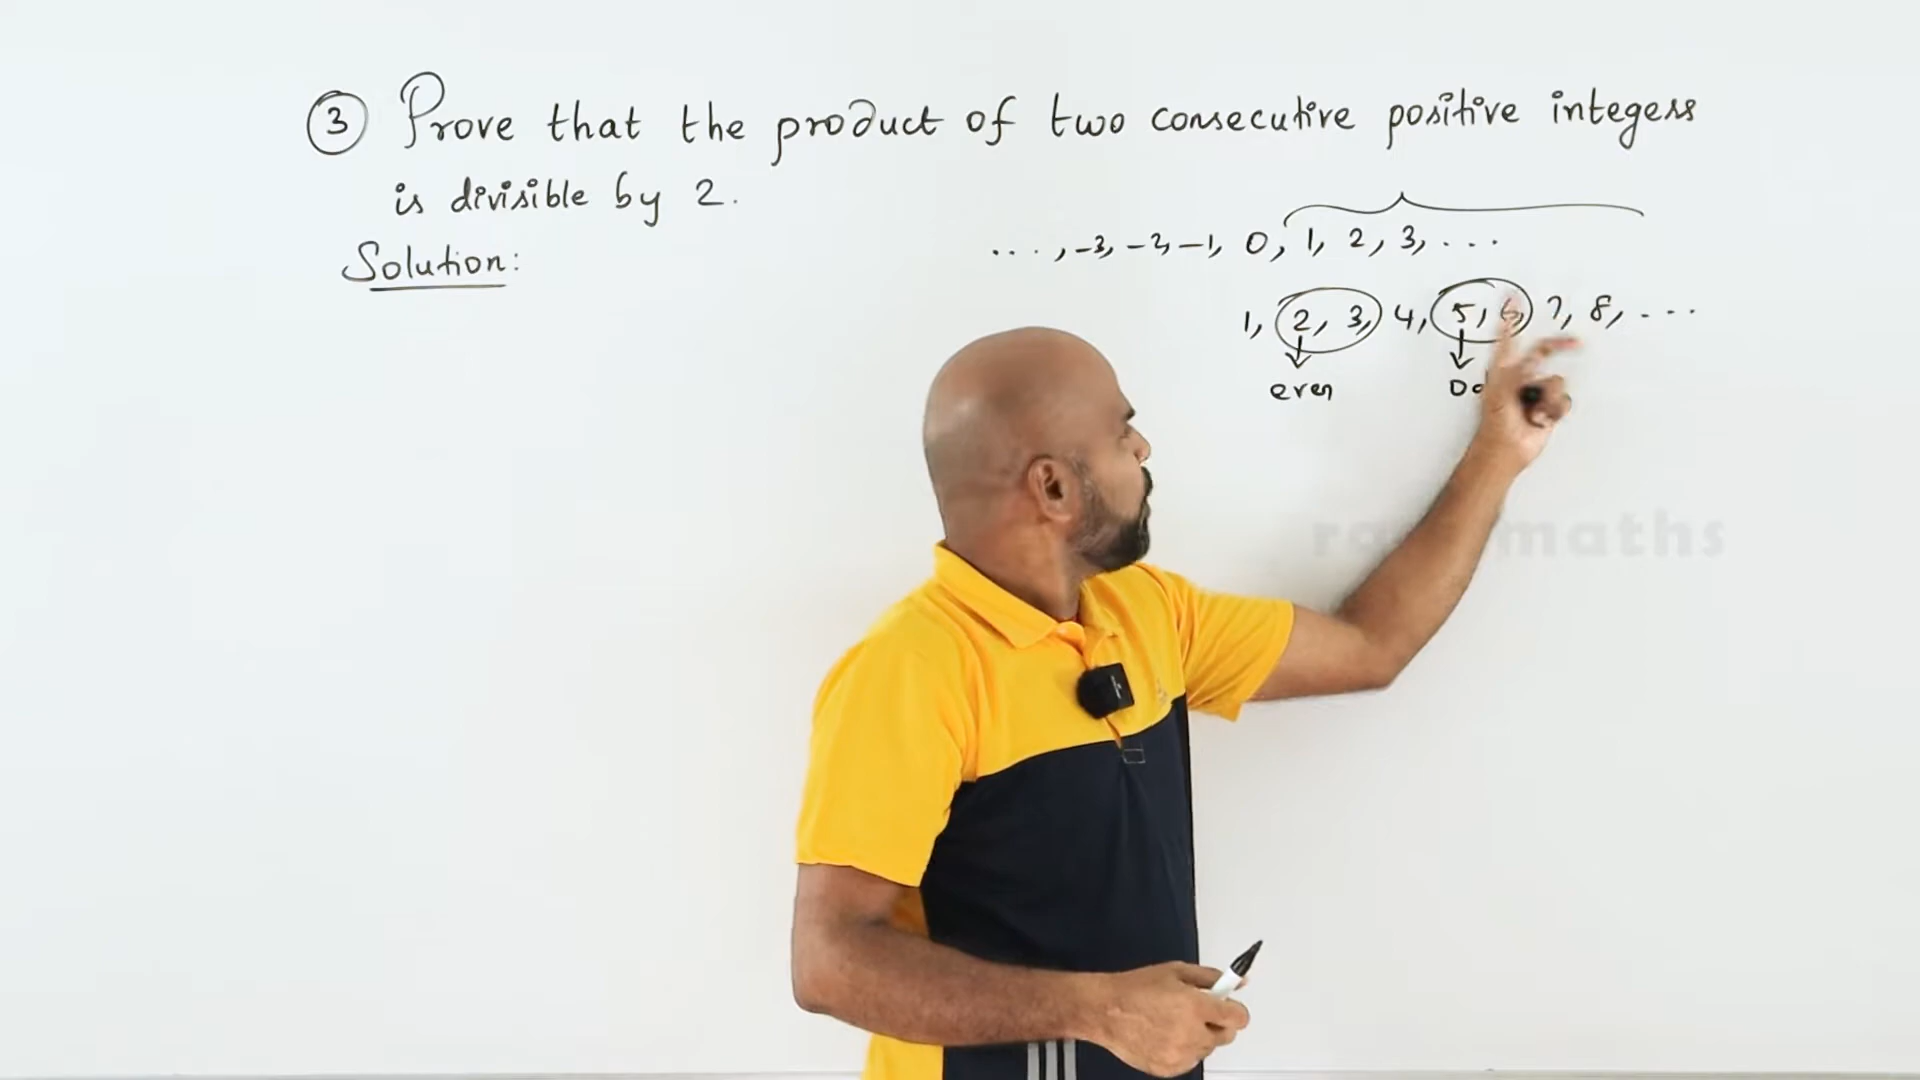 ③ Prove that the product of two consecutive positive integers
is divisible by 2.
Solution:
..., -3, -2, -1, 0, 1, 2, 3, ...
1, 2, 3, 4, 5, 6, 7, 8, ...
even
maths